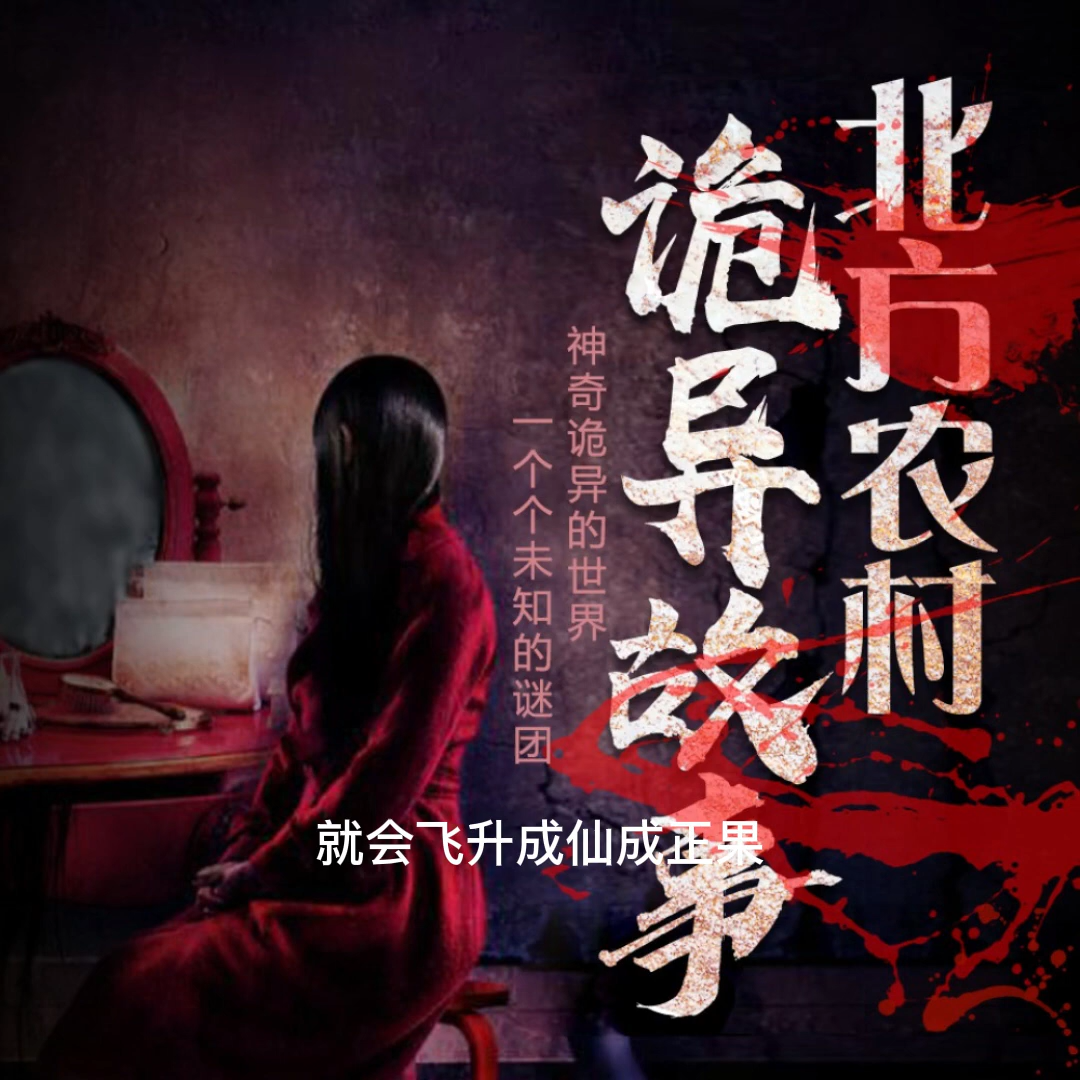 北方农村
诡异故事
神奇诡异的世界
一个个未知的谜团
就会飞升成仙成正果